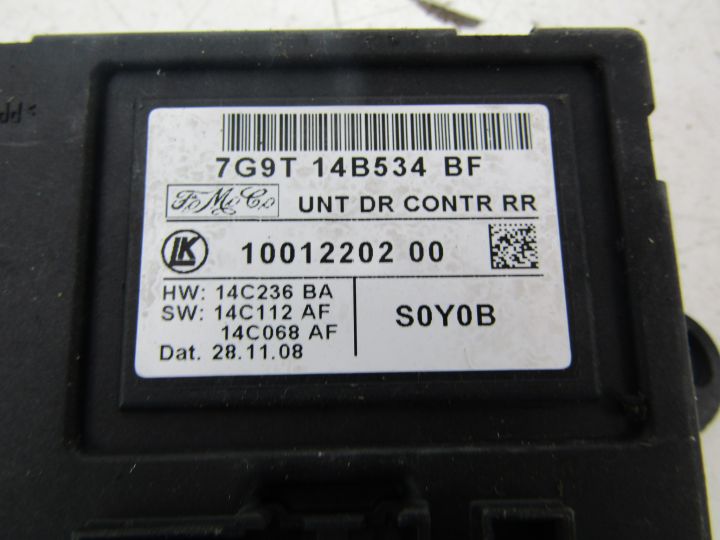 7G9T 14B534 BF
FoMoCo UNT DR CONTR RR
LK 10012202 00
HW: 14C236 BA
SW: 14C112 AF
14C068 AF
Dat. 28.11.08
S0Y0B